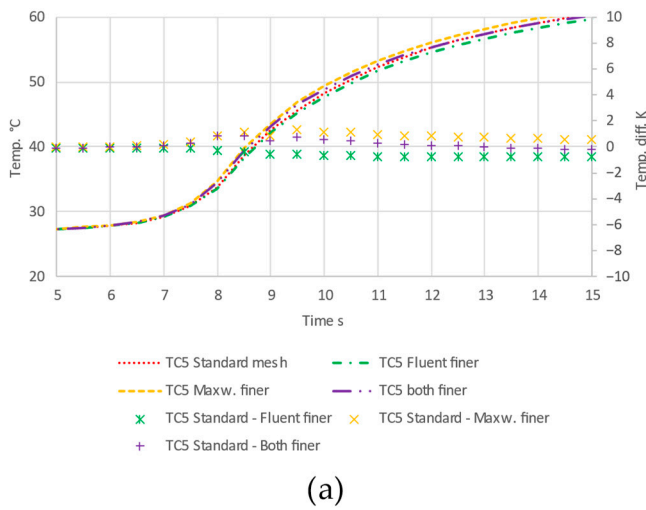 60
50
40
30
20
Temp. °C
10
8
6
4
2
0
−2
−4
−6
−8
−10
Temp. diff. K
5 6 7 8 9 10 11 12 13 14 15
Time s
TC5 Standard mesh TC5 Fluent finer
TC5 Maxw. finer TC5 both finer
TC5 Standard - Fluent finer TC5 Standard - Maxw. finer
TC5 Standard - Both finer
(a)